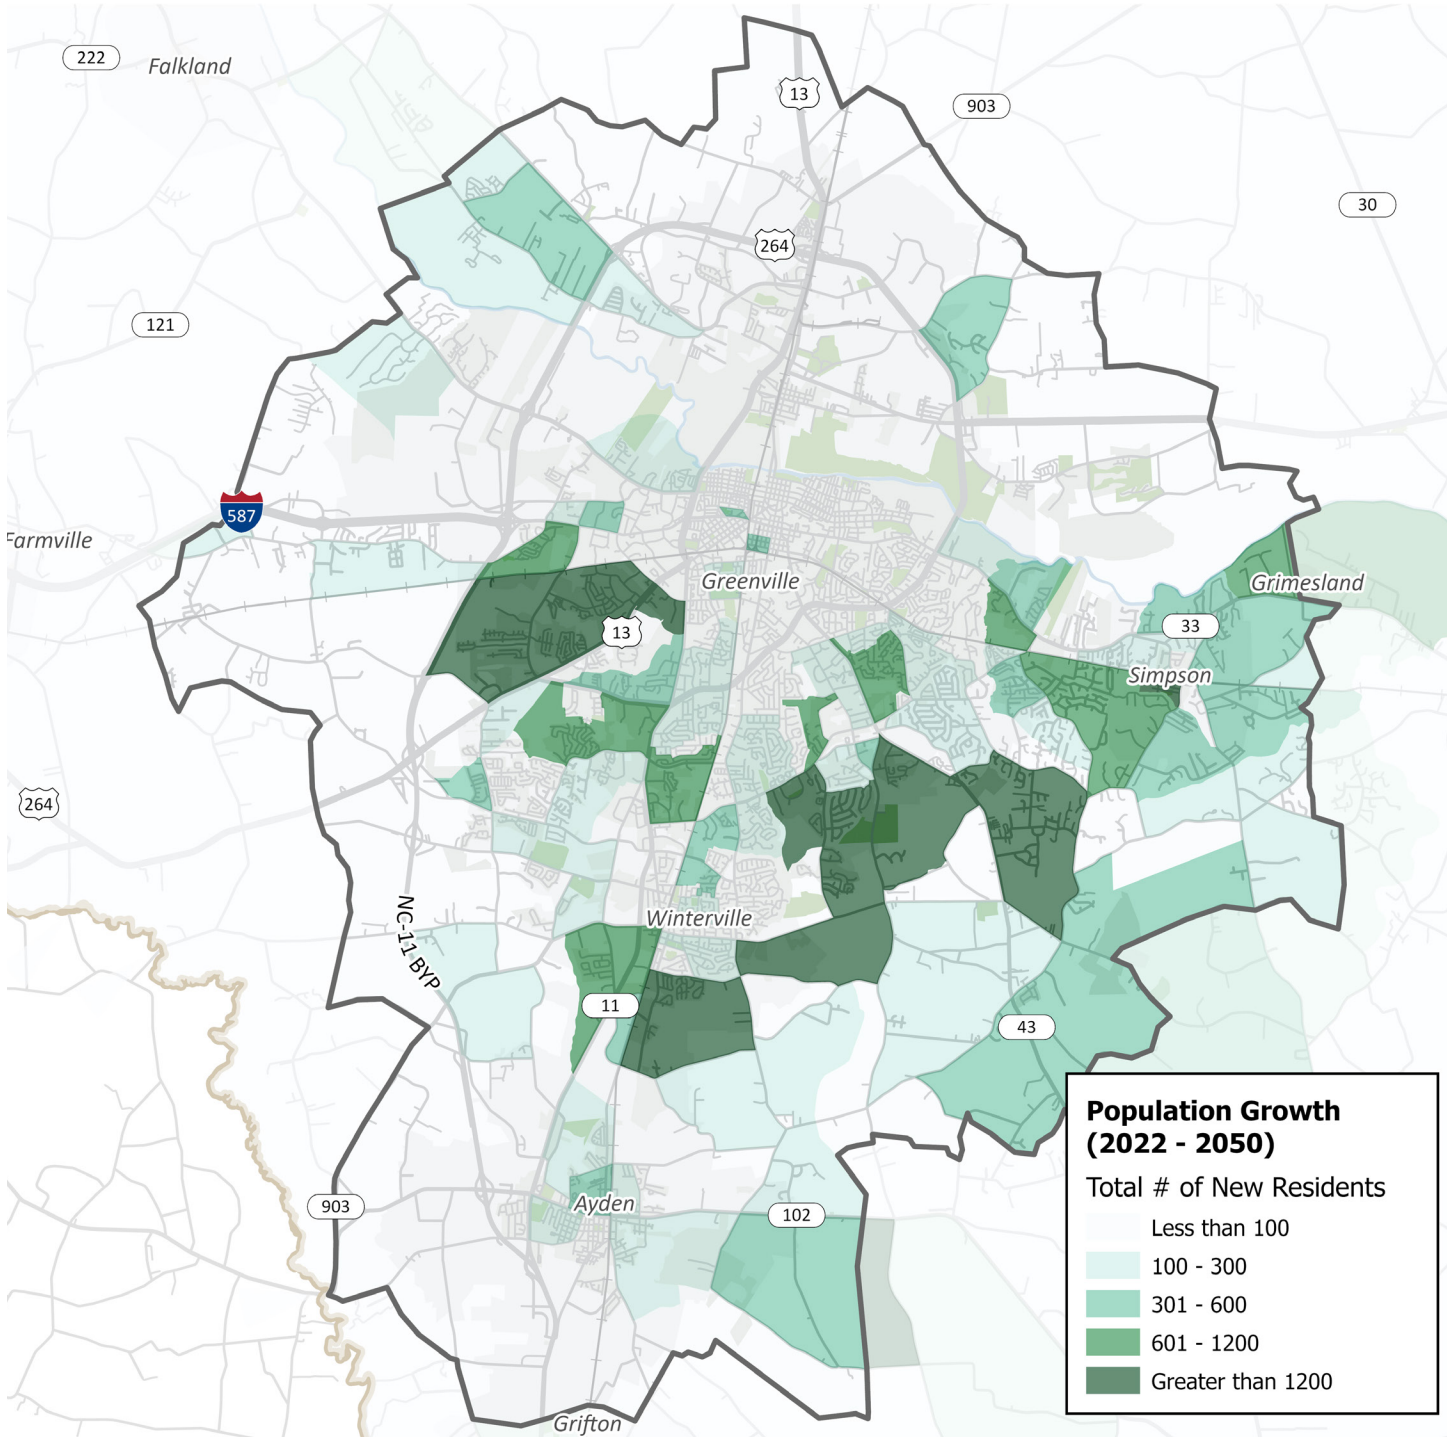 222
Falkland
13
903
30
264
121
587
Farmville
Greenville
Grimesland
33
13
Simpson
264
Winterville
NC-11 BYP
11
43
Population Growth
(2022 - 2050)
Total # of New Residents
Less than 100
100 - 300
301 - 600
601 - 1200
Greater than 1200
903
Ayden
102
Grifton